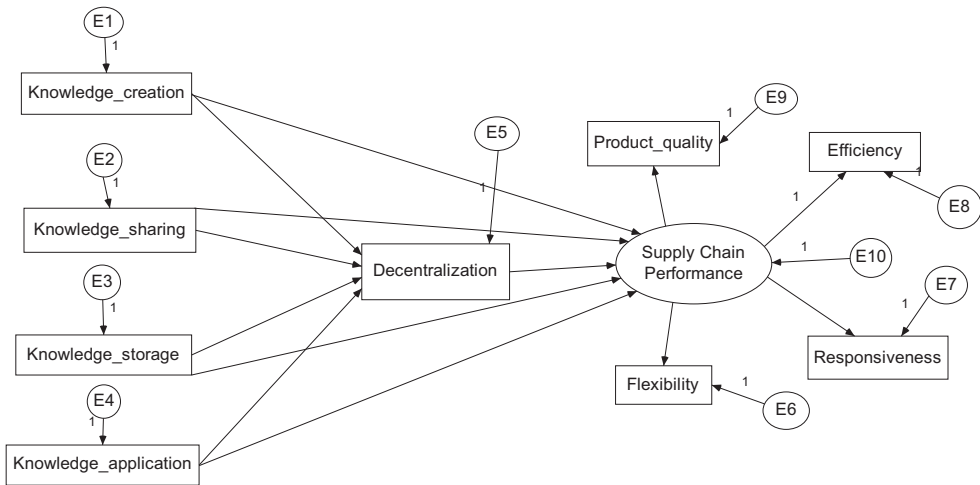 E1
1
Knowledge_creation
E2
1
Knowledge_sharing
E3
1
Knowledge_storage
E4
1
Knowledge_application
E5
1
Decentralization
Supply Chain
Performance
Product_quality
1
E9
Efficiency
1
1
E8
1
E10
Responsiveness
1
E7
Flexibility
1
E6